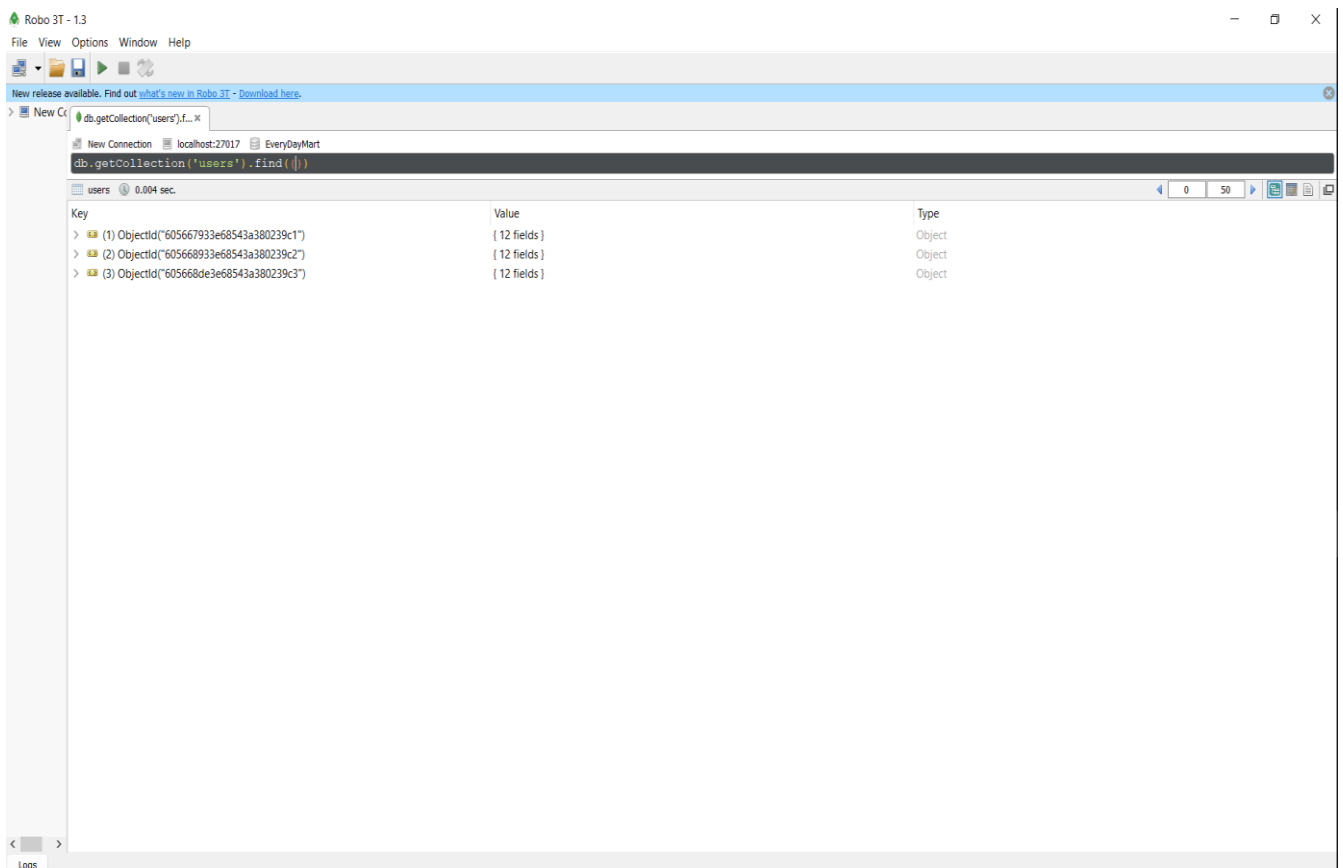 Robo 3T - 1.3
File View Options Window Help
New release available. Find out what's new in Robo 3T - Download here.
New Cc
db.getCollection('users').f...
New Connection localhost:27017 EveryDayMart
db.getCollection('users').find({})
users 0.004 sec. 0 50
Key Value Type
(1) ObjectId("605667933e68543a380239c1") { 12 fields } Object
(2) ObjectId("605668933e68543a380239c2") { 12 fields } Object
(3) ObjectId("605668de3e68543a380239c3") { 12 fields } Object
Logs